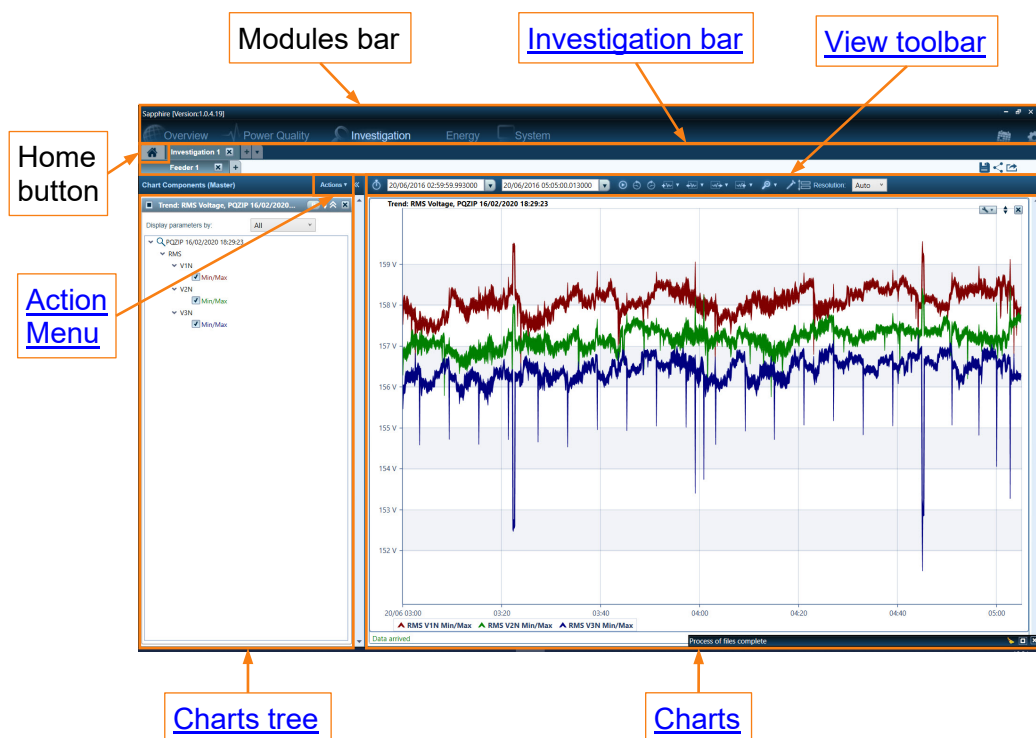 Modules bar
Investigation bar
View toolbar
Home
button
Action
Menu
Sapphire [Version:1.0.4.19]
Overview Power Quality Investigation Energy System
Investigation 1
Feeder 1
Chart Components (Master) Actions
20/06/2016 02:59:59.993000 20/06/2016 05:05:00.013000 Resolution: Auto
Trend: RMS Voltage, PQZIP 16/02/2020...
Display parameters by: All
PQZIP 16/02/2020 18:29:23
RMS
V1N
Min/Max
V2N
Min/Max
V3N
Min/Max
Trend: RMS Voltage, PQZIP 16/02/2020 18:29:23
159 V
158 V
157 V
156 V
155 V
154 V
153 V
152 V
20/06 03:00 03:20 03:40 04:00 04:20 04:40 05:00
RMS V1N Min/Max RMS V2N Min/Max RMS V3N Min/Max
Data arrived
Process of files complete
Charts tree
Charts